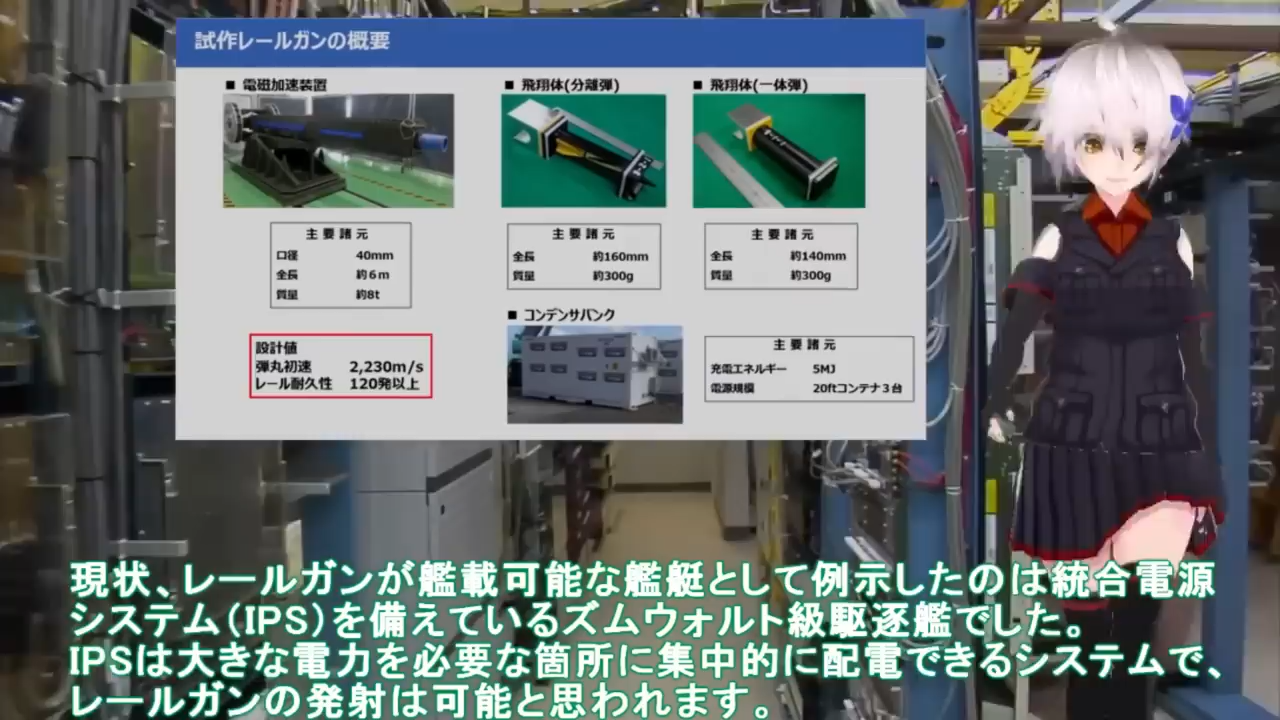 試作レールガンの概要
■ 電磁加速装置
■ 飛翔体(分離弾)
■ 飛翔体(一体弾)
主要諸元
口径 40mm
全長 約6m
質量 約8t
主要諸元
全長 約160mm
質量 約300g
主要諸元
全長 約140mm
質量 約300g
設計値
弾丸初速 2,230m/s
レール耐久性 120発以上
■ コンデンサバンク
主要諸元
充電エネルギー 5MJ
電源規模 20ftコンテナ3台
現状、レールガンが艦載可能な艦艇として例示したのは統合電源
システム(IPS)を備えているズムウォルト級駆逐艦でした。
IPSは大きな電力を必要な箇所に集中的に配電できるシステムで、
レールガンの発射は可能と思われます。